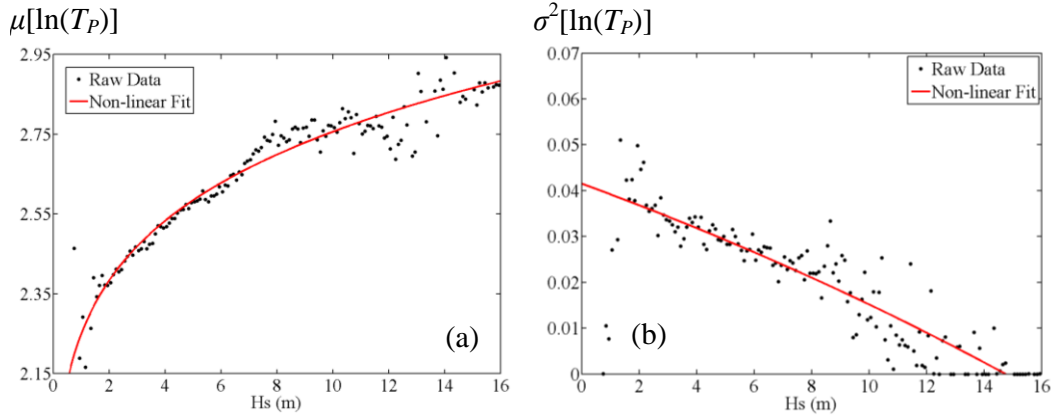 μ[ln(T_P)]
2.95
2.75
2.55
2.35
2.15
0 2 4 6 8 10 12 14 16
Hs (m)
Raw Data
Non-linear Fit
(a)
σ²[ln(T_P)]
0.07
0.06
0.05
0.04
0.03
0.02
0.01
0
0 2 4 6 8 10 12 14 16
Hs (m)
Raw Data
Non-linear Fit
(b)